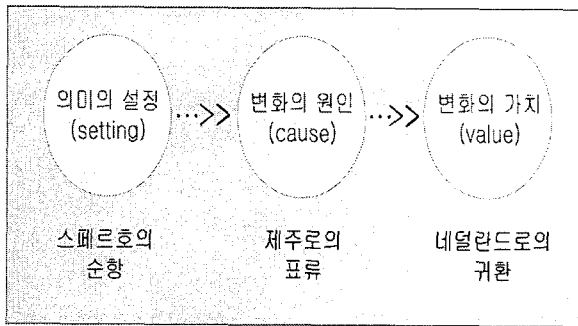 의미의 설정 ···>> 변화의 원인 ···>> 변화의 가치
(setting) (cause) (value)
스페르호의 제주로의 네덜란드로의
순항 표류 귀환